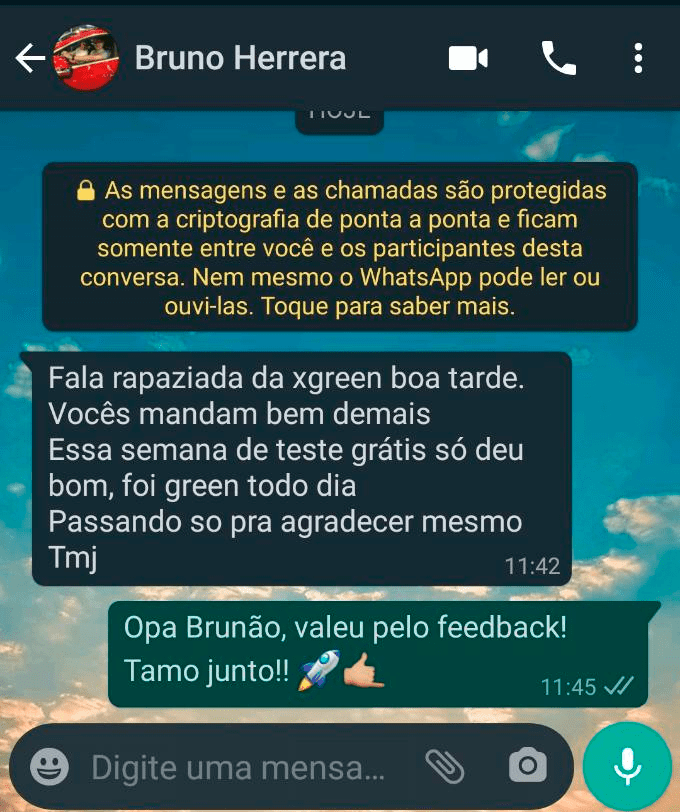 Bruno Herrera
HOJE
As mensagens e as chamadas são protegidas
com a criptografia de ponta a ponta e ficam
somente entre você e os participantes desta
conversa. Nem mesmo o WhatsApp pode ler ou
ouvi-las. Toque para saber mais.
Fala rapaziada da xgreen boa tarde.
Vocês mandam bem demais
Essa semana de teste grátis só deu
bom, foi green todo dia
Passando so pra agradecer mesmo
Tmj
11:42
Opa Brunão, valeu pelo feedback!
Tamo junto!! 🚀🤙🏼
11:45
Digite uma mensa...